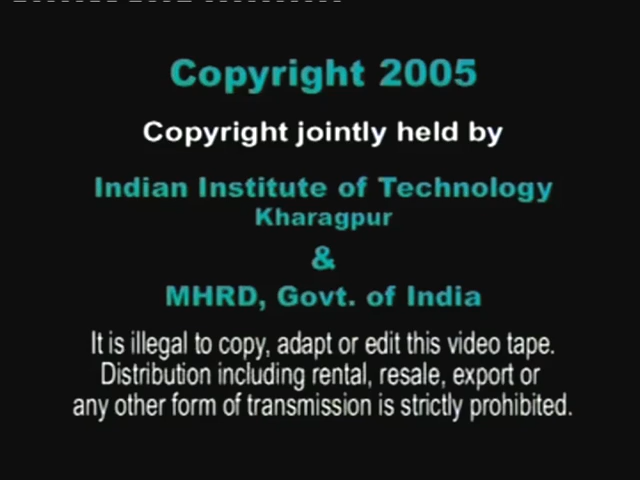 Copyright 2005
Copyright jointly held by
Indian Institute of Technology
Kharagpur
&
MHRD, Govt. of India
It is illegal to copy, adapt or edit this video tape.
Distribution including rental, resale, export or
any other form of transmission is strictly prohibited.